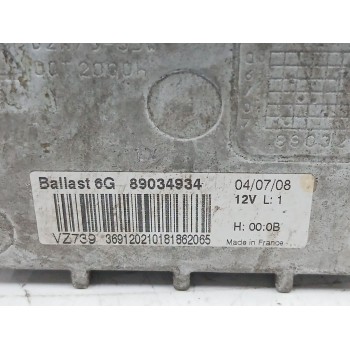 Ballast 6G 89034934 04/07/08
12V L: 1
VZ739 369120210181862065
H: 00:0B
Made in France